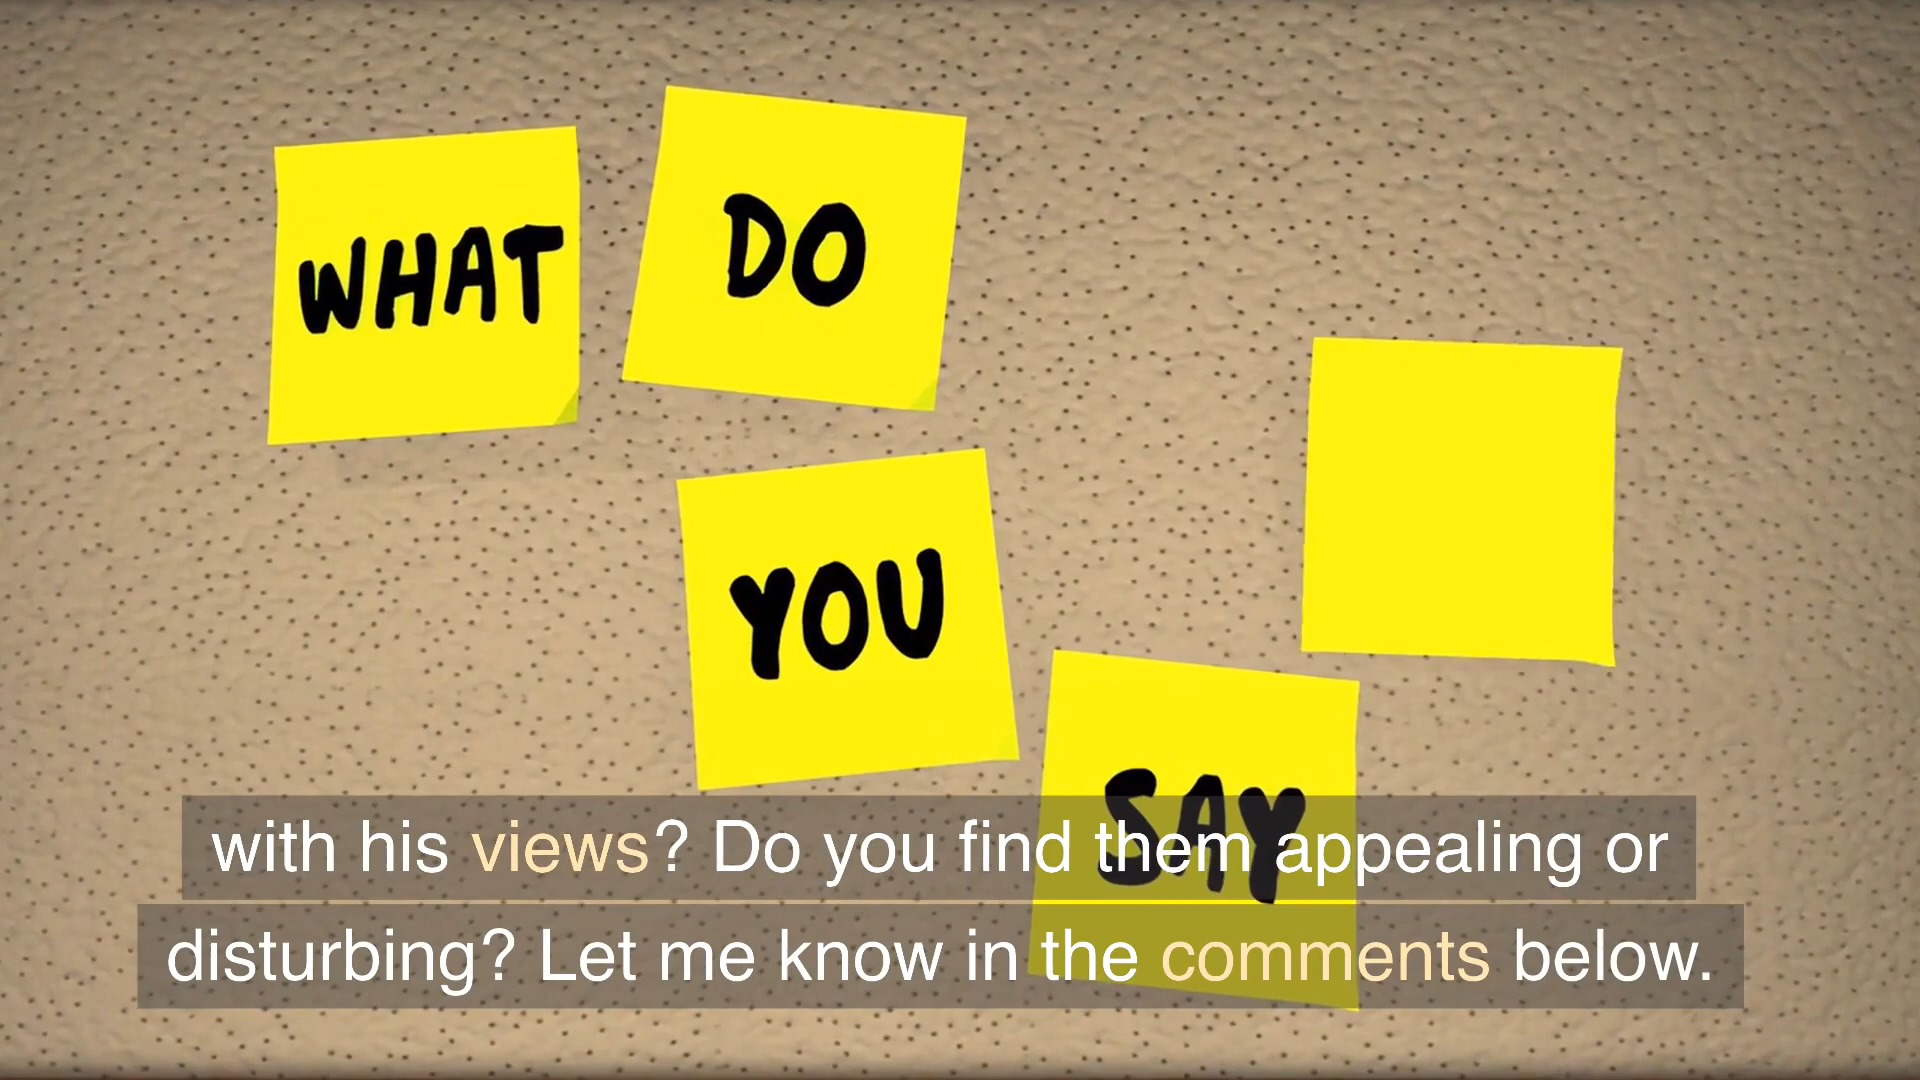 WHAT
DO
YOU
SAY
with his views? Do you find them appealing or
disturbing? Let me know in the comments below.